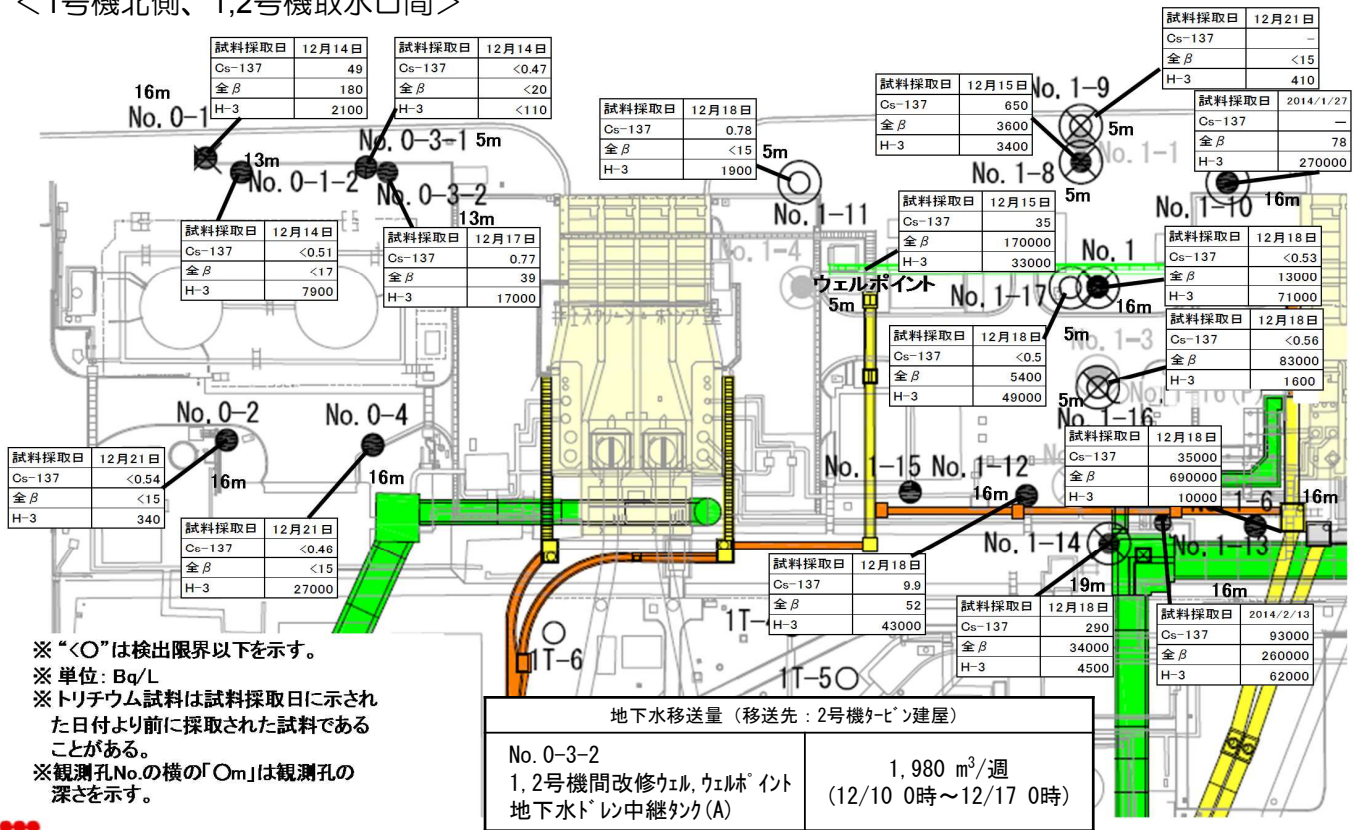 ＜1号機北側、1,2号機取水口間＞
試料採取日 12月14日
Cs-137 49
全β 180
H-3 2100
16m
No. 0-1
試料採取日 12月14日
Cs-137 <0.47
全β <20
H-3 <110
No. 0-3-1 5m
13m
No. 0-1-2
No. 0-3-2
13m
試料採取日 12月14日
Cs-137 <0.51
全β <17
H-3 7900
試料採取日 12月17日
Cs-137 0.77
全β 39
H-3 17000
試料採取日 12月18日
Cs-137 0.78
全β <15
H-3 1900
5m
No. 1-11
試料採取日 12月15日
Cs-137 650
全β 3600
H-3 3400
No. 1-9
5m
試料採取日 12月21日
Cs-137 −
全β <15
H-3 410
No. 1-1
No. 1-8
5m
試料採取日 2014/1/27
Cs-137 −
全β 78
H-3 270000
No. 1-10 16m
試料採取日 12月15日
Cs-137 35
全β 170000
H-3 33000
No. 1-4
ウェルポイント
5m
No. 1
16m
No. 1-17
5m
試料採取日 12月18日
Cs-137 <0.53
全β 13000
H-3 71000
試料採取日 12月18日
Cs-137 <0.5
全β 5400
H-3 49000
No. 1-3
試料採取日 12月18日
Cs-137 <0.56
全β 83000
H-3 1600
5m
No. 1-16
試料採取日 12月18日
Cs-137 35000
全β 690000
H-3 10000
1-6
16m
No. 0-2
16m
No. 0-4
16m
試料採取日 12月21日
Cs-137 <0.54
全β <15
H-3 340
試料採取日 12月21日
Cs-137 <0.46
全β <15
H-3 27000
No. 1-15 No. 1-12
16m
No. 1-14
19m
No. 1-13
16m
試料採取日 12月18日
Cs-137 9.9
全β 52
H-3 43000
試料採取日 12月18日
Cs-137 290
全β 34000
H-3 4500
試料採取日 2014/2/13
Cs-137 93000
全β 260000
H-3 62000
1T-6
1T-5
※“<○”は検出限界以下を示す。
※単位: Bq/L
※トリチウム試料は試料採取日に示され
た日付より前に採取された試料である
ことがある。
※観測孔No.の横の「○m」は観測孔の
深さを示す。
地下水移送量（移送先：2号機ﾀｰﾋﾞﾝ建屋）
No. 0-3-2
1,2号機間改修ウェル,ウェルﾎﾟｲﾝﾄ
地下水ﾄﾞﾚﾝ中継ﾀﾝｸ(A)
1,980 m³/週
(12/10 0時～12/17 0時)